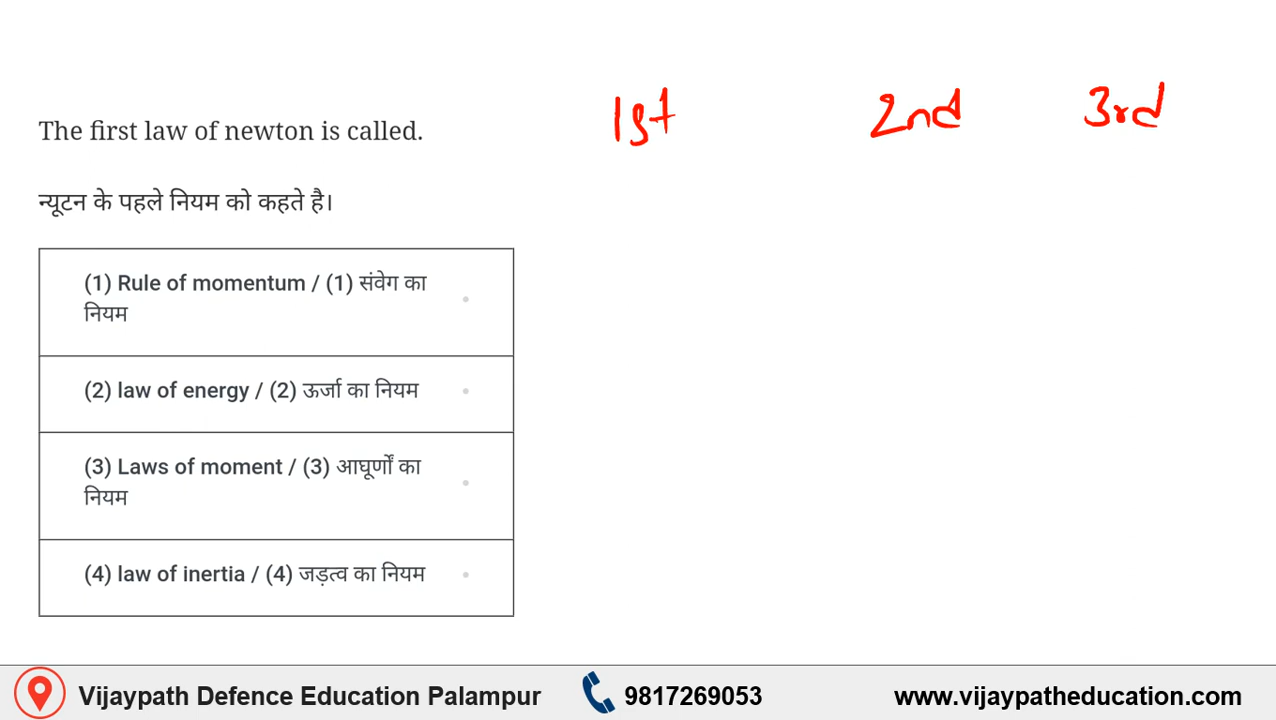 1st 2nd 3rd
The first law of newton is called.
न्यूटन के पहले नियम को कहते है।
(1) Rule of momentum / (1) संवेग का
नियम
(2) law of energy / (2) ऊर्जा का नियम
(3) Laws of moment / (3) आघूर्णों का
नियम
(4) law of inertia / (4) जड़त्व का नियम
Vijaypath Defence Education Palampur 9817269053 www.vijaypatheducation.com